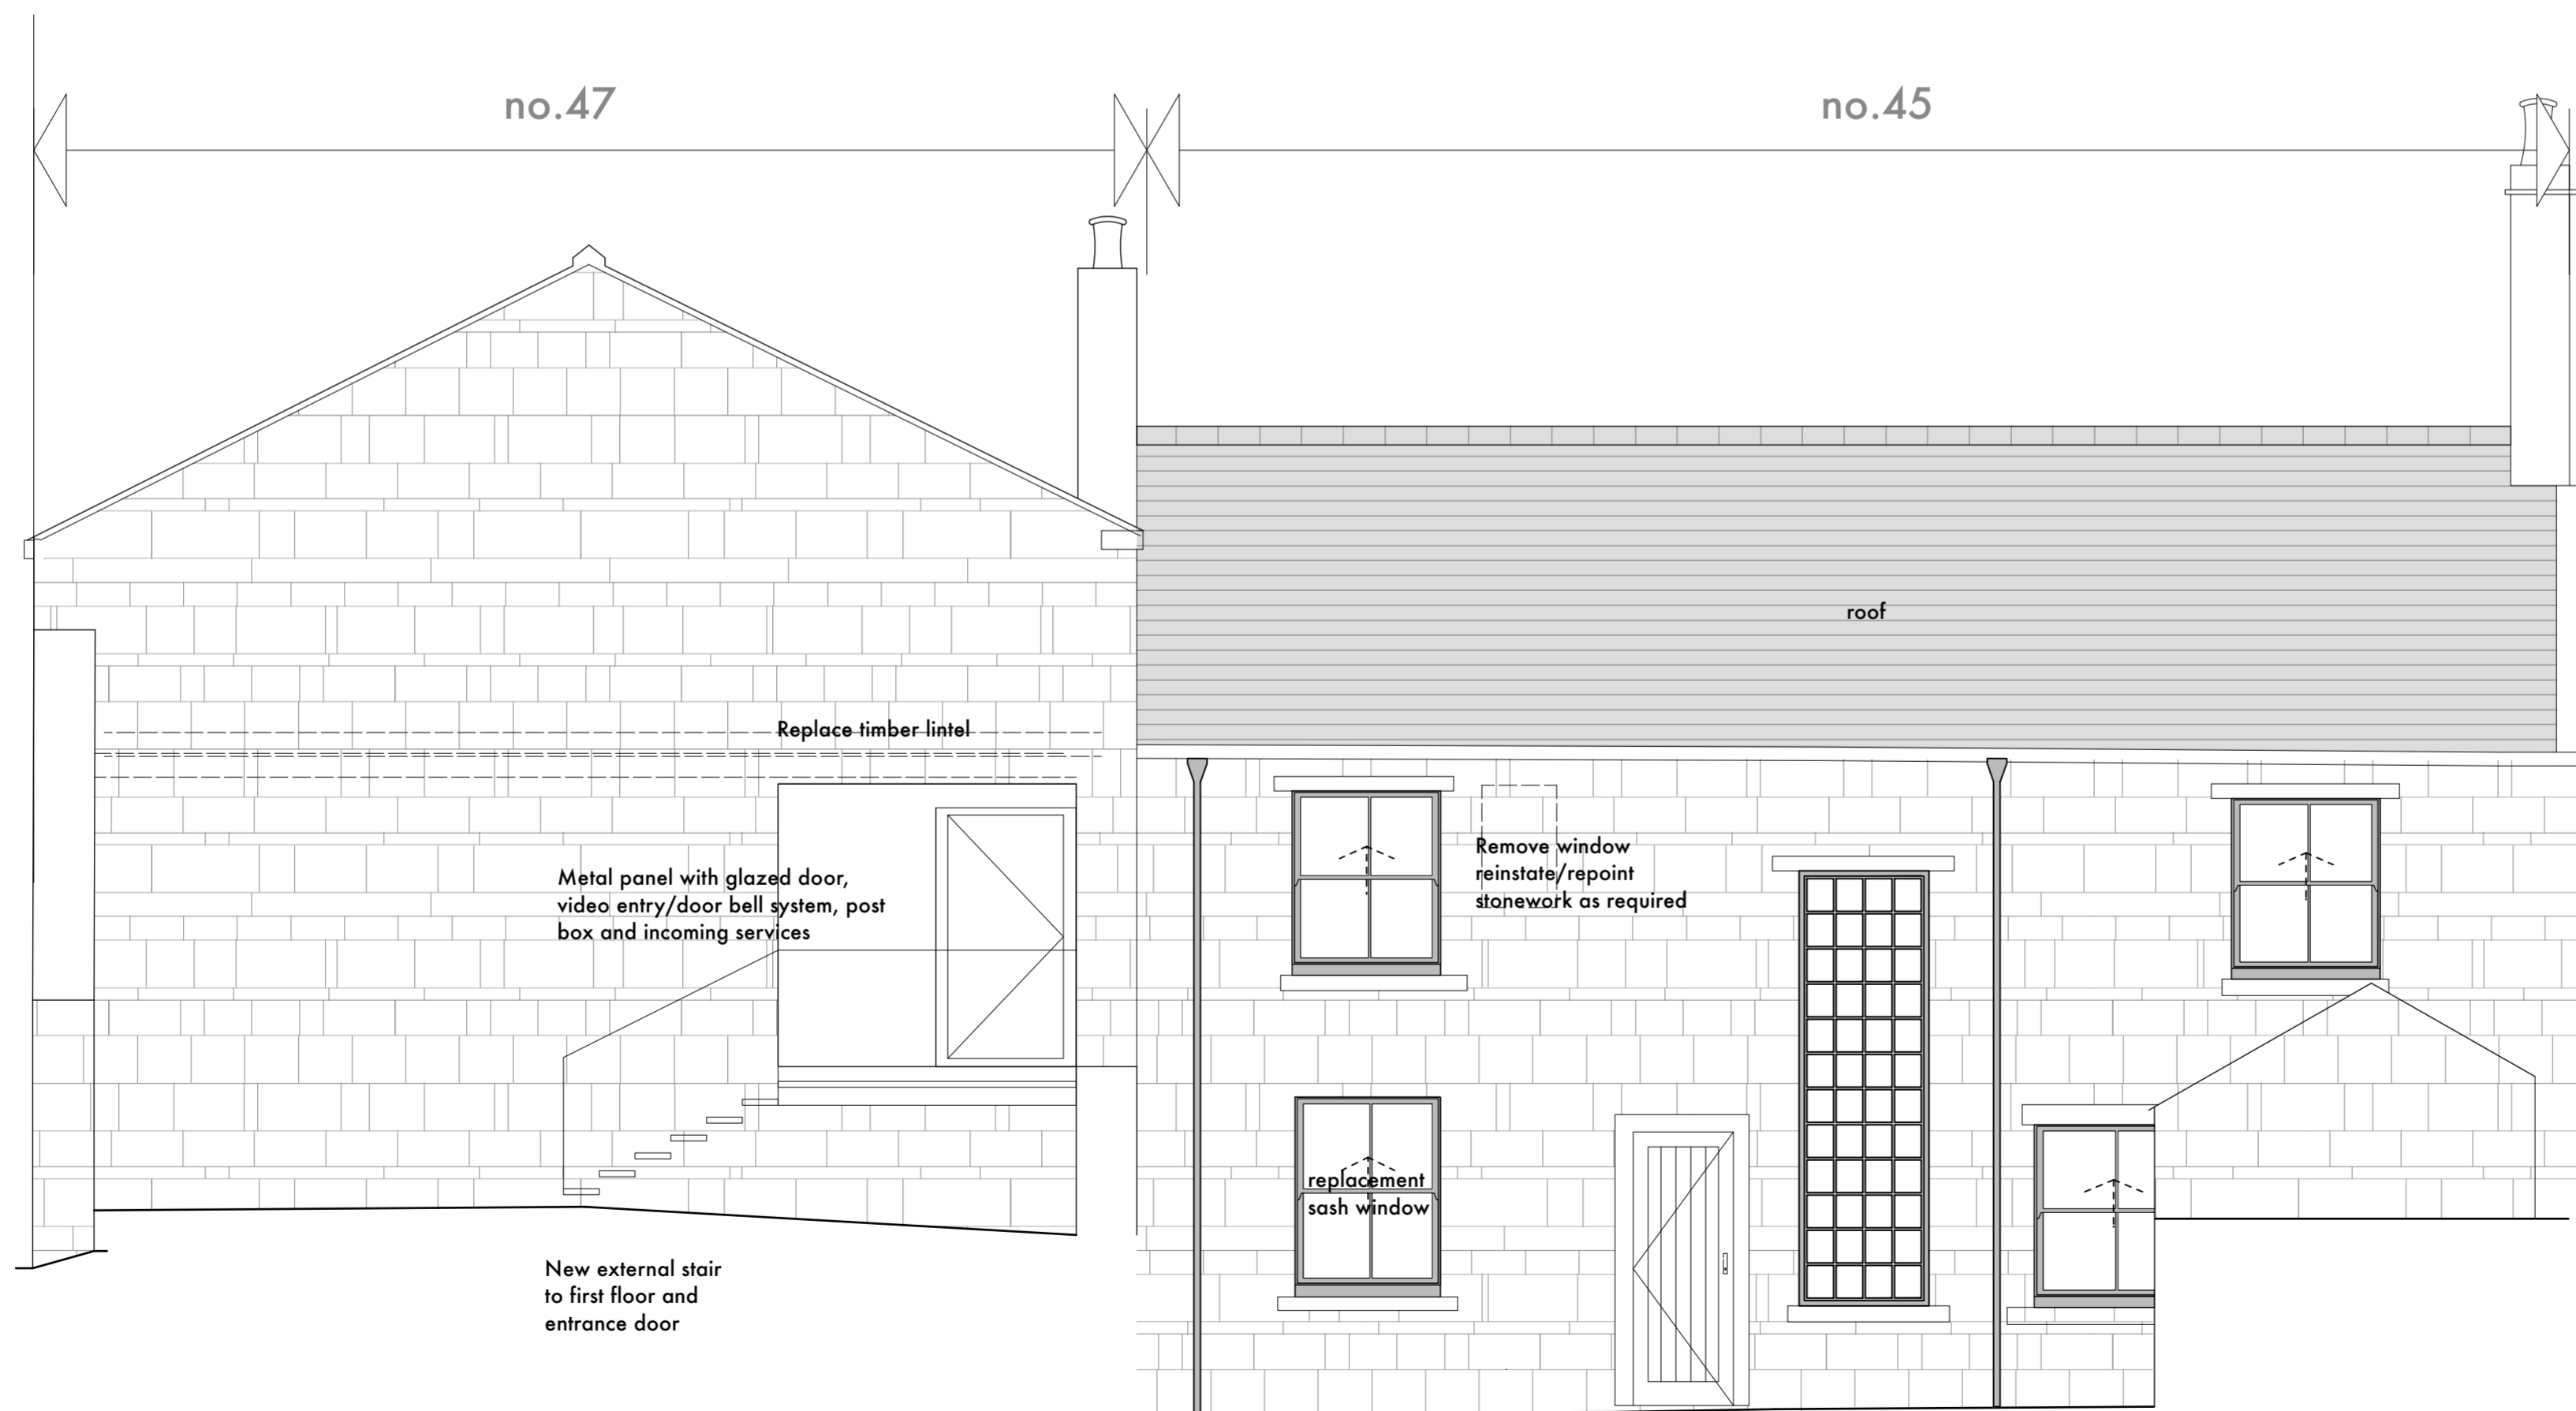 no.47
no.45
roof
Replace timber lintel
Remove window
reinstate/repoint
stonework as required
Metal panel with glazed door,
video entry/door bell system, post
box and incoming services
replacement
sash window
New external stair
to first floor and
entrance door